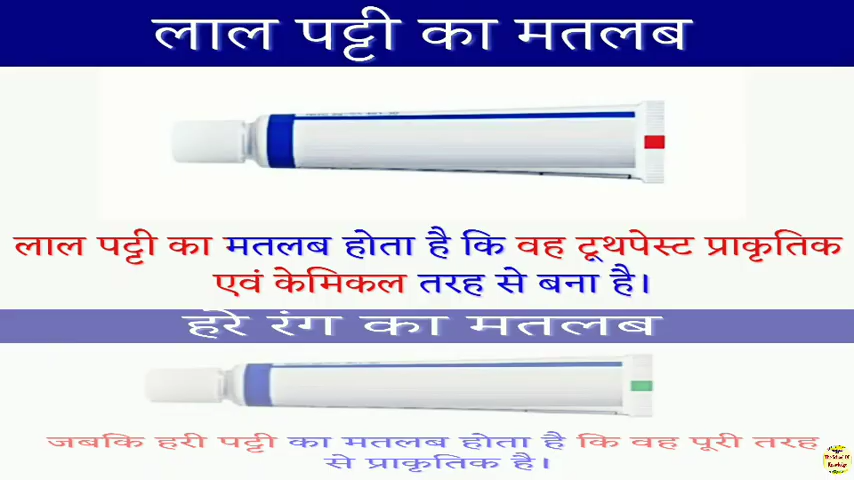 लाल पट्टी का मतलब
लाल पट्टी का मतलब होता है कि वह टूथपेस्ट प्राकृतिक
एवं केमिकल तरह से बना है।
हरे रंग का मतलब
जबकि हरी पट्टी का मतलब होता है कि वह पूरी तरह
से प्राकृतिक है।